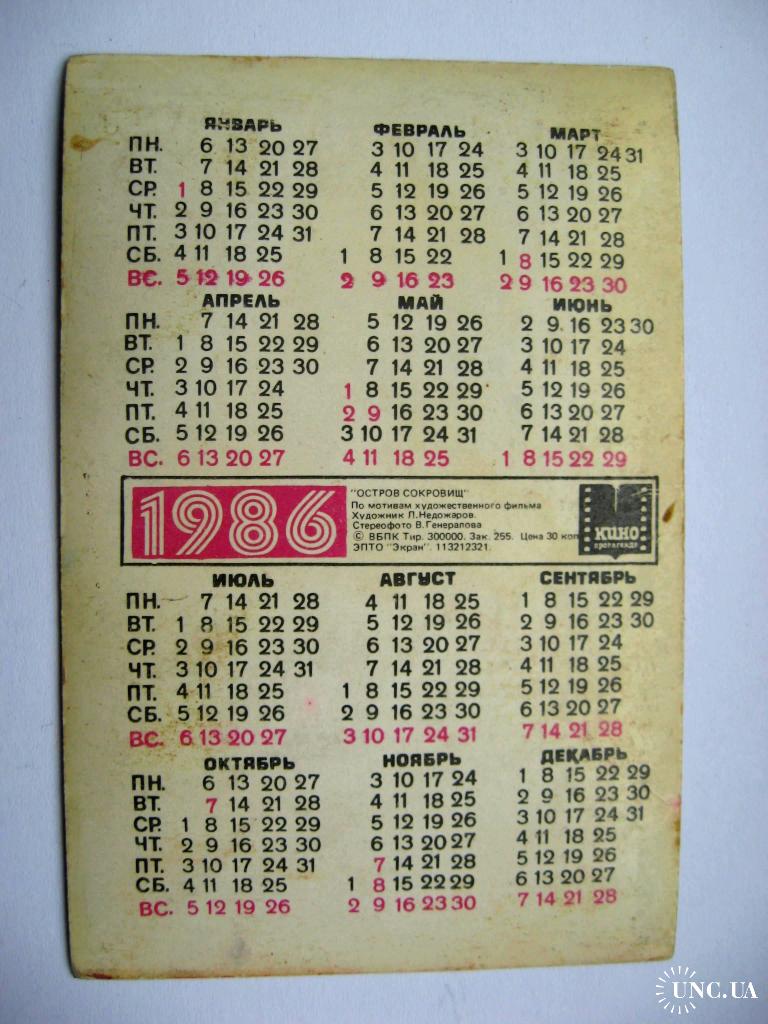 ЯНВАРЬ ФЕВРАЛЬ МАРТ
ПН. 6 13 20 27 3 10 17 24 3 10 17 24 31
ВТ. 7 14 21 28 4 11 18 25 4 11 18 25
СР. 1 8 15 22 29 5 12 19 26 5 12 19 26
ЧТ. 2 9 16 23 30 6 13 20 27 6 13 20 27
ПТ. 3 10 17 24 31 7 14 21 28 7 14 21 28
СБ. 4 11 18 25 1 8 15 22 1 8 15 22 29
ВС. 5 12 19 26 2 9 16 23 2 9 16 23 30
АПРЕЛЬ МАЙ ИЮНЬ
ПН. 7 14 21 28 5 12 19 26 2 9 16 23 30
ВТ. 1 8 15 22 29 6 13 20 27 3 10 17 24
СР. 2 9 16 23 30 7 14 21 28 4 11 18 25
ЧТ. 3 10 17 24 1 8 15 22 29 5 12 19 26
ПТ. 4 11 18 25 2 9 16 23 30 6 13 20 27
СБ. 5 12 19 26 3 10 17 24 31 7 14 21 28
ВС. 6 13 20 27 4 11 18 25 1 8 15 22 29
1986
"ОСТРОВ СОКРОВИЩ"
По мотивам художественного фильма
Художник Л.Недожаров.
Стереофото В.Генералова
© ВБПК Тир. 300000. Зак. 255. Цена 30 коп
ЭПТО "Экран". 113212321.
КИНО
пропаганда
ИЮЛЬ АВГУСТ СЕНТЯБРЬ
ПН. 7 14 21 28 4 11 18 25 1 8 15 22 29
ВТ. 1 8 15 22 29 5 12 19 26 2 9 16 23 30
СР. 2 9 16 23 30 6 13 20 27 3 10 17 24
ЧТ. 3 10 17 24 31 7 14 21 28 4 11 18 25
ПТ. 4 11 18 25 1 8 15 22 29 5 12 19 26
СБ. 5 12 19 26 2 9 16 23 30 6 13 20 27
ВС. 6 13 20 27 3 10 17 24 31 7 14 21 28
ОКТЯБРЬ НОЯБРЬ ДЕКАБРЬ
ПН. 6 13 20 27 3 10 17 24 1 8 15 22 29
ВТ. 7 14 21 28 4 11 18 25 2 9 16 23 30
СР. 1 8 15 22 29 5 12 19 26 3 10 17 24 31
ЧТ. 2 9 16 23 30 6 13 20 27 4 11 18 25
ПТ. 3 10 17 24 31 7 14 21 28 5 12 19 26
СБ. 4 11 18 25 1 8 15 22 29 6 13 20 27
ВС. 5 12 19 26 2 9 16 23 30 7 14 21 28
UNC.UA